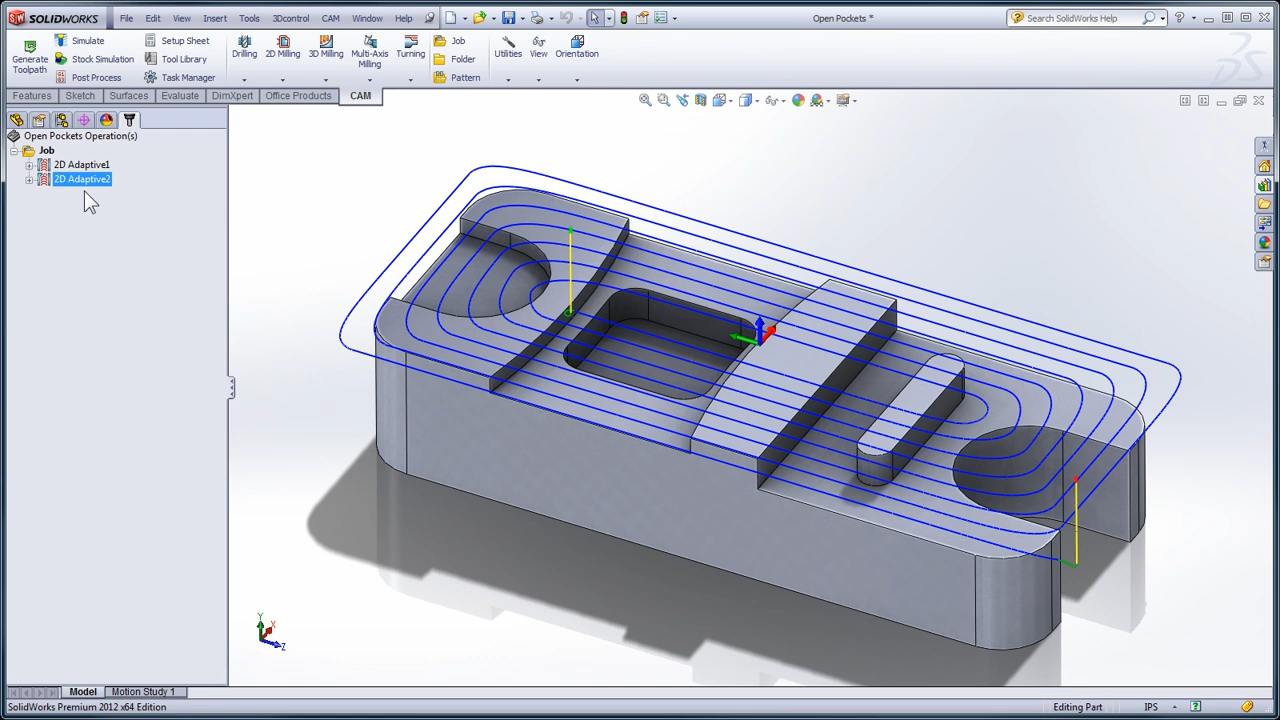 SOLIDWORKS File Edit View Insert Tools 3Dcontrol CAM Window Help Open Pockets * Search SolidWorks Help
Generate Toolpath
Simulate
Stock Simulation
Post Process
Setup Sheet
Tool Library
Task Manager
Drilling
2D Milling
3D Milling
Multi-Axis Milling
Turning
Job
Folder
Pattern
Utilities
View
Orientation
Features Sketch Surfaces Evaluate DimXpert Office Products CAM
Open Pockets Operation(s)
Job
2D Adaptive1
2D Adaptive2
Y
X
Z
Model Motion Study 1
SolidWorks Premium 2012 x64 Edition Editing Part IPS